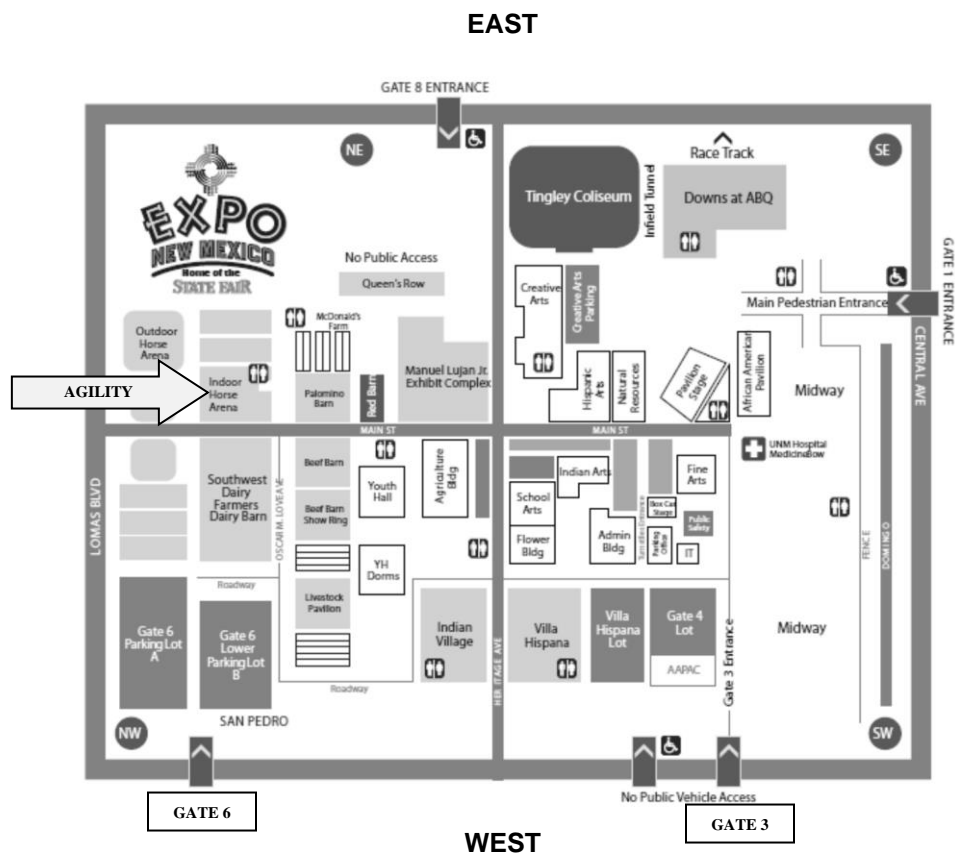 EAST
GATE 8 ENTRANCE
NE
SE
Race Track
EXPO
NEW MEXICO
Home of the
STATE FAIR
Tingley Coliseum
Infield Tunnel
Downs at ABQ
GATE 1 ENTRANCE
No Public Access
Queen's Row
Creative
Arts
Creative Arts
Parking
Main Pedestrian Entrance
McDonald's
Farm
Outdoor
Horse
Arena
Manuel Lujan Jr.
Exhibit Complex
Hispanic
Arts
Natural
Resources
Pavilion
Stage
African American
Pavilion
Midway
CENTRAL AVE
AGILITY
Indoor
Horse
Arena
Palomino
Barn
Red Barn
MAIN ST
MAIN ST
UNM Hospital
MedicineBow
LOMAS BLVD
Southwest
Dairy
Farmers
Dairy Barn
OSCAR M. LOVE AVE
Beef Barn
Youth
Hall
Agriculture
Bldg
Indian Arts
Fine
Arts
Beef Barn
Show Ring
School
Arts
Flower
Bldg
Admin
Bldg
Box Car
Stage
Public
Safety
Parking
Office
IT
FENCE
DOMINGO
YH
Dorms
Roadway
Livestock
Pavilion
Gate 6
Parking Lot
A
Gate 6
Lower
Parking Lot
B
Indian
Village
HERITAGE AVE
Villa
Hispana
Villa
Hispana
Lot
Gate 4
Lot
AAPAC
Gate 3 Entrance
Midway
Roadway
NW
SAN PEDRO
SW
No Public Vehicle Access
GATE 6
GATE 3
WEST